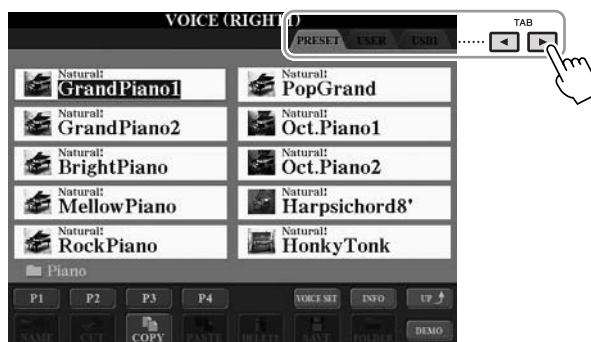 VOICE (RIGHT1)
TAB
PRESET USER USB1
Natural! Natural!
GrandPiano1 PopGrand
Natural! Natural!
GrandPiano2 Oct.Piano1
Natural! Natural!
BrightPiano Oct.Piano2
Natural! Natural!
MellowPiano Harpsichord8'
Natural! Natural!
RockPiano HonkyTonk
Piano
P1 P2 P3 P4 VOICE SET INFO UP
NAME CUT COPY PASTE DELETE SAVE FOLDER DEMO